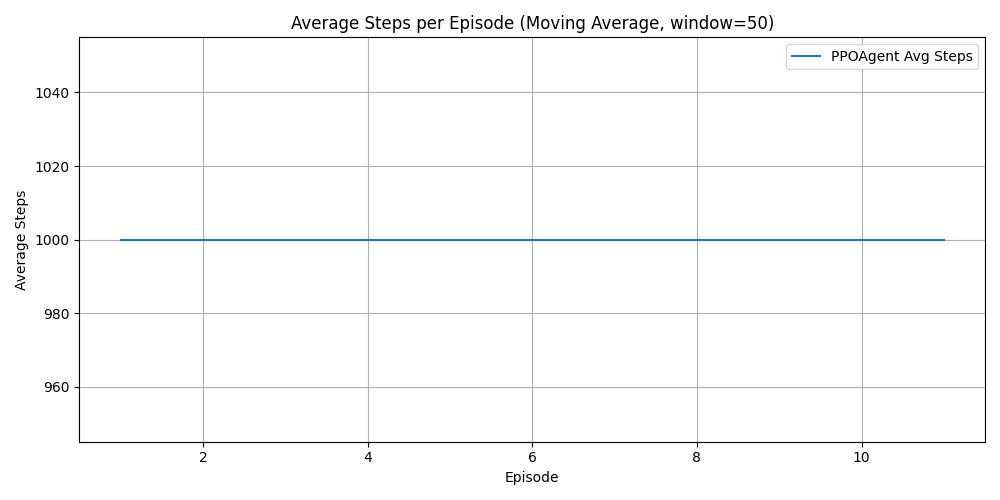 Average Steps per Episode (Moving Average, window=50)
PPOAgent Avg Steps
Average Steps
1040
1020
1000
980
960
2 4 6 8 10
Episode